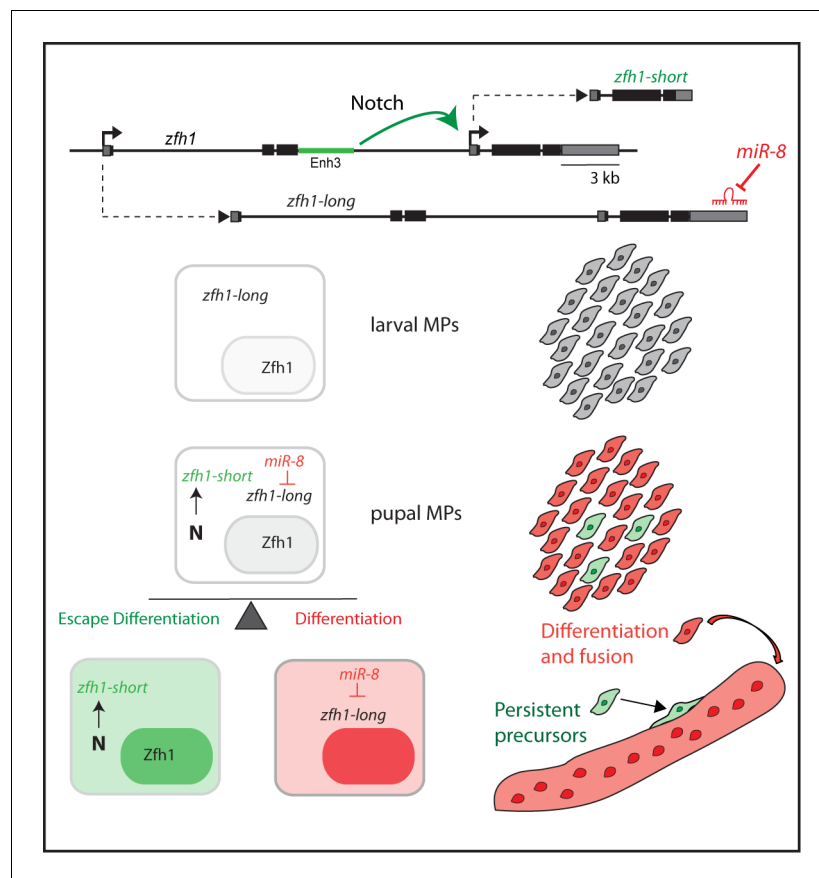 zfh1-short
Notch
zfh1
Enh3
3 kb
miR-8
zfh1-long
zfh1-long
Zfh1
larval MPs
miR-8
zfh1-short
zfh1-long
N
Zfh1
pupal MPs
Escape Differentiation
Differentiation
Differentiation
and fusion
zfh1-short
N
Zfh1
miR-8
zfh1-long
Persistent
precursors